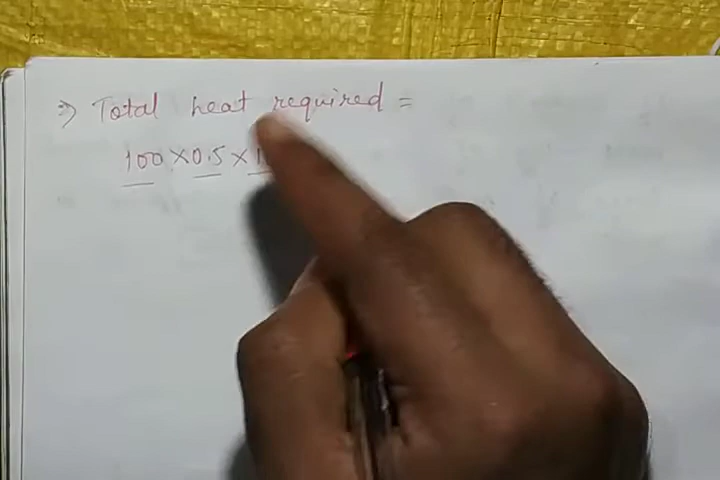 ⇒ Total heat required =
100 × 0.5 ×